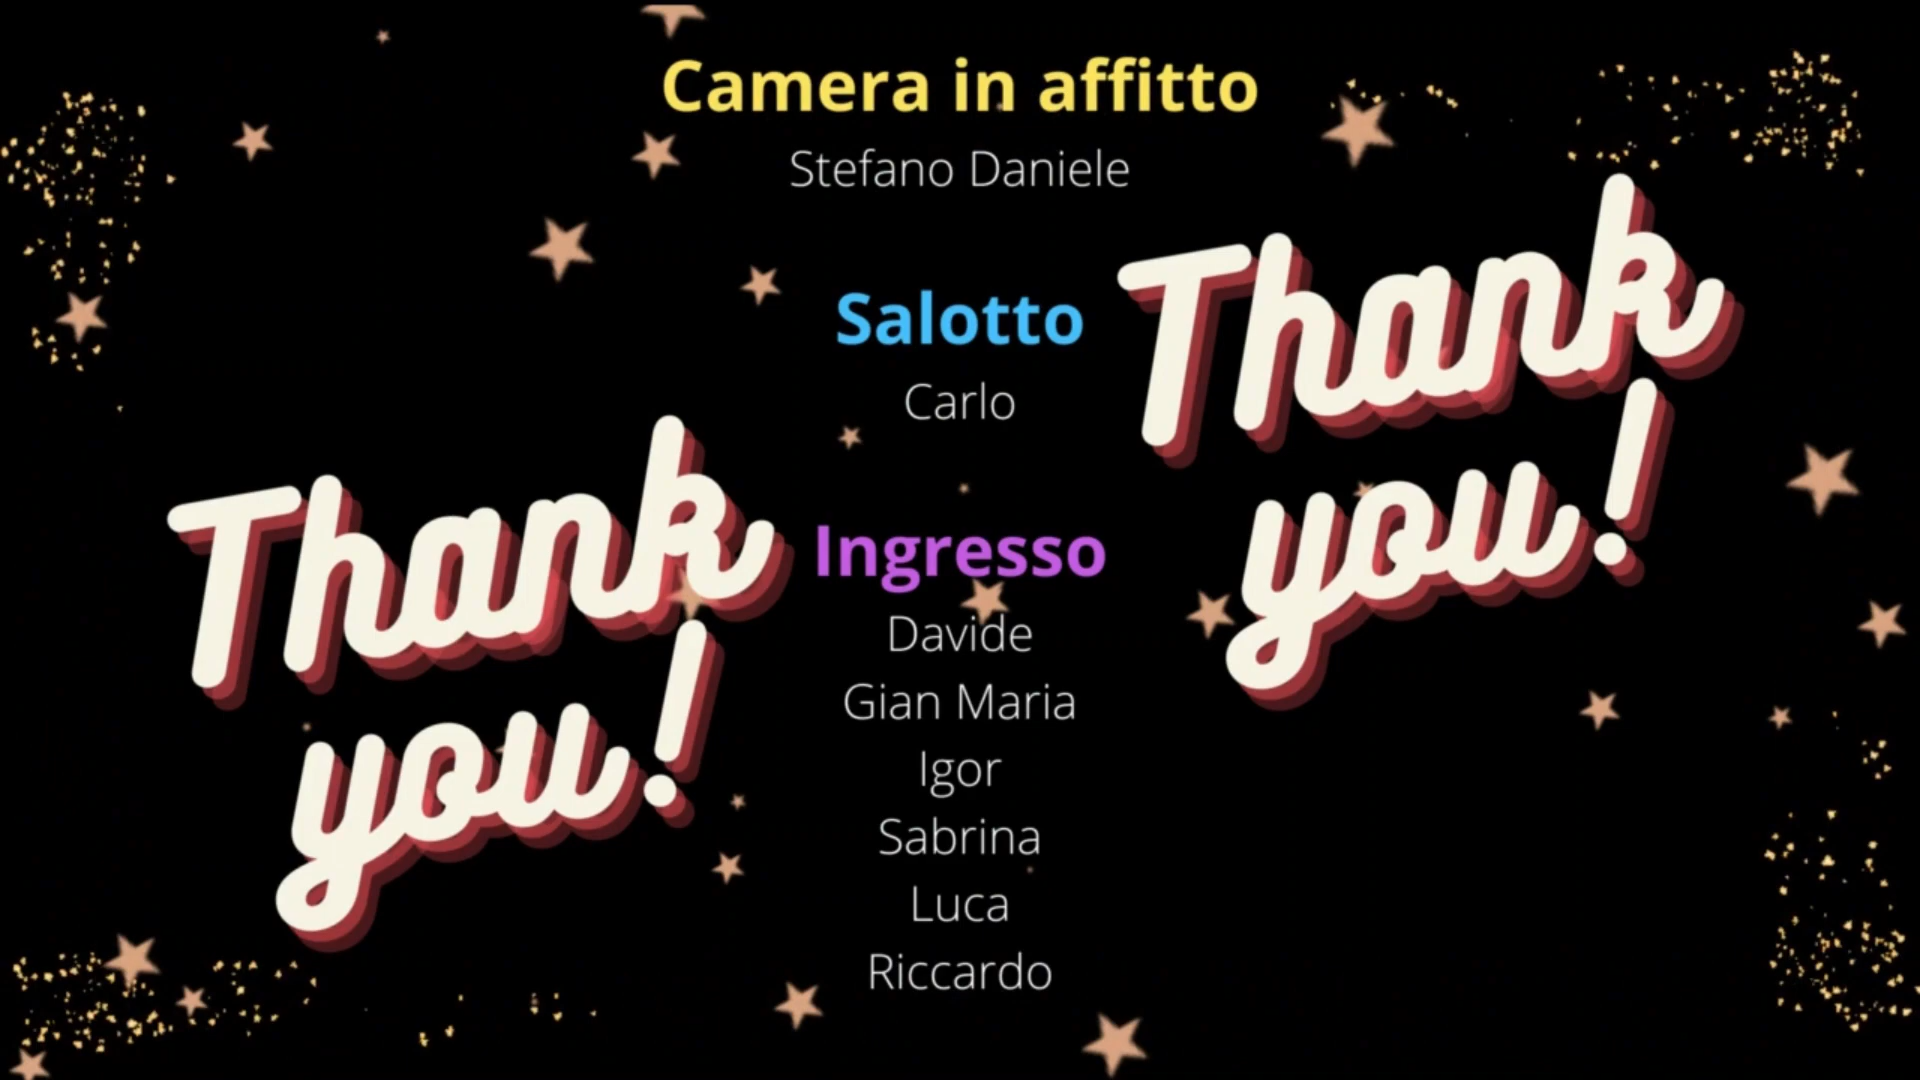 Camera in affitto
Stefano Daniele
Salotto
Carlo
Ingresso
Davide
Gian Maria
Igor
Sabrina
Luca
Riccardo
Thank
you!
Thank
you!